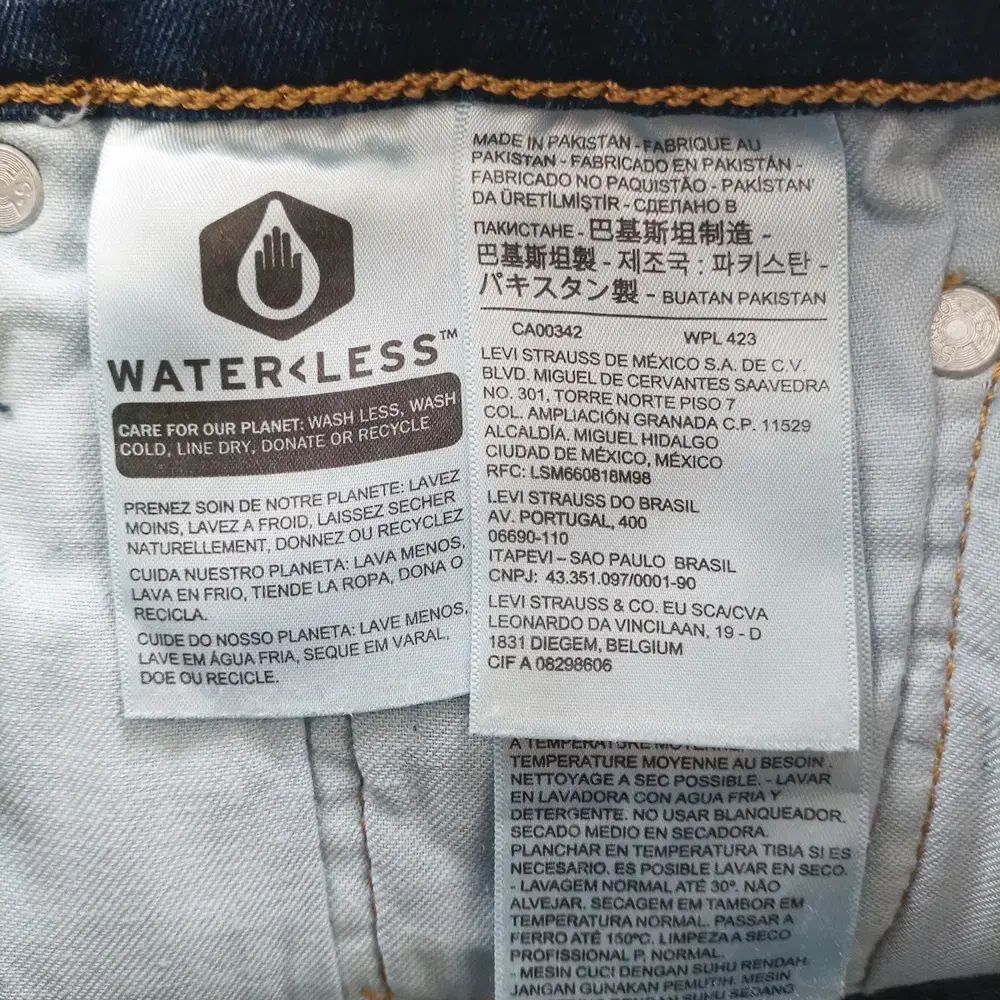 WATER<LESS™
CARE FOR OUR PLANET: WASH LESS, WASH
COLD, LINE DRY, DONATE OR RECYCLE
PRENEZ SOIN DE NOTRE PLANETE: LAVEZ
MOINS, LAVEZ A FROID, LAISSEZ SECHER
NATURELLEMENT, DONNEZ OU RECYCLEZ
CUIDA NUESTRO PLANETA: LAVA MENOS,
LAVA EN FRIO, TIENDE LA ROPA, DONA O
RECICLA.
CUIDE DO NOSSO PLANETA: LAVE MENOS,
LAVE EM ÁGUA FRIA, SEQUE EM VARAL,
DOE OU RECICLE.
MADE IN PAKISTAN - FABRIQUE AU
PAKISTAN - FABRICADO EN PAKISTÁN -
FABRICADO NO PAQUISTÃO - PAKİSTAN'
DA ÜRETİLMİŞTİR - СДЕЛАНО В
ПАКИСТАНЕ - 巴基斯坦制造 -
巴基斯坦製 - 제조국 : 파키스탄 -
パキスタン製 - BUATAN PAKISTAN
CA00342 WPL 423
LEVI STRAUSS DE MÉXICO S.A. DE C.V.
BLVD. MIGUEL DE CERVANTES SAAVEDRA
NO. 301, TORRE NORTE PISO 7
COL. AMPLIACIÓN GRANADA C.P. 11529
ALCALDÍA. MIGUEL HIDALGO
CIUDAD DE MÉXICO, MÉXICO
RFC: LSM660818M98
LEVI STRAUSS DO BRASIL
AV. PORTUGAL, 400
06690-110
ITAPEVI – SAO PAULO BRASIL
CNPJ: 43.351.097/0001-90
LEVI STRAUSS & CO. EU SCA/CVA
LEONARDO DA VINCILAAN, 19 - D
1831 DIEGEM, BELGIUM
CIF A 08298606
A TEMPERATURE MOYENNE
TEMPERATURE MOYENNE AU BESOIN.
NETTOYAGE A SEC POSSIBLE. - LAVAR
EN LAVADORA CON AGUA FRIA Y
DETERGENTE. NO USAR BLANQUEADOR.
SECADO MEDIO EN SECADORA.
PLANCHAR EN TEMPERATURA TIBIA SI ES
NECESARIO. ES POSIBLE LAVAR EN SECO.
- LAVAGEM NORMAL ATÉ 30º. NÃO
ALVEJAR. SECAGEM EM TAMBOR EM
TEMPERATURA NORMAL. PASSAR A
FERRO ATÉ 150ºC. LIMPEZA A SECO
PROFISSIONAL P, NORMAL.
- MESIN CUCI DENGAN SUHU RENDAH.
JANGAN GUNAKAN PEMUTIH. MESIN